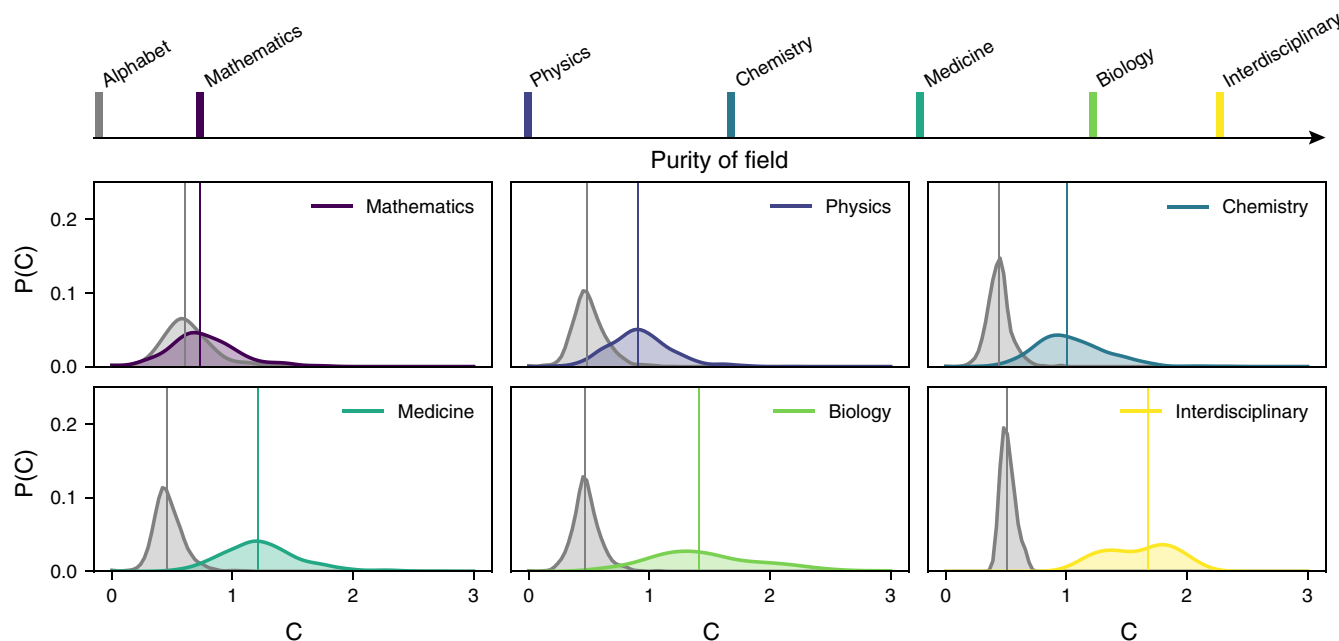 Alphabet
Mathematics
Physics
Chemistry
Medicine
Biology
Interdisciplinary
Purity of field
P(C)
0.2
0.1
0.0
Mathematics
Physics
Chemistry
P(C)
0.2
0.1
0.0
Medicine
Biology
Interdisciplinary
0 1 2 3
0 1 2 3
0 1 2 3
C
C
C